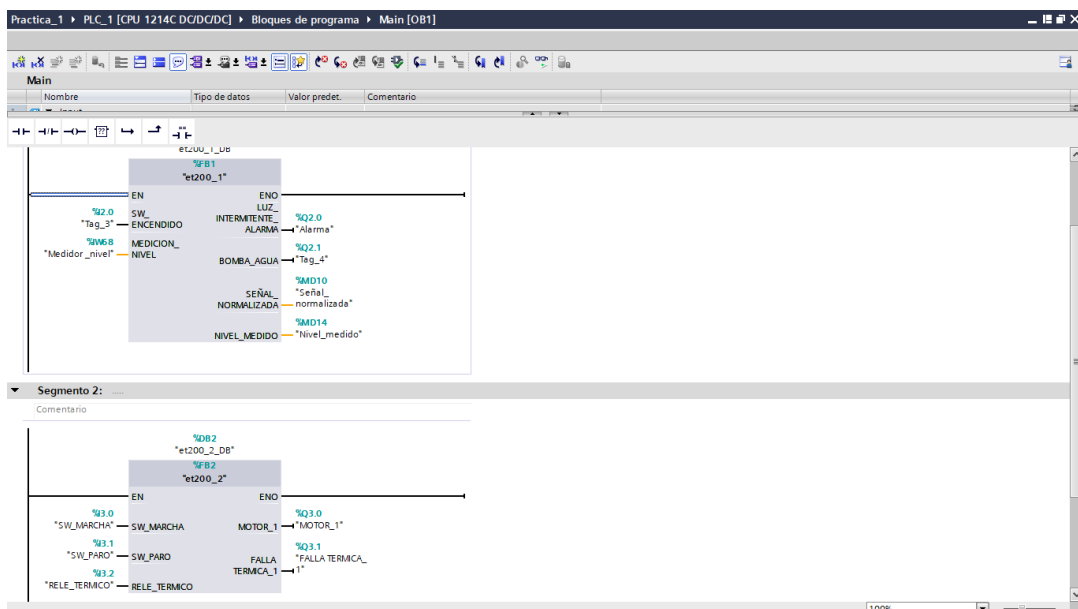 Practica_1 ▸ PLC_1 [CPU 1214C DC/DC/DC] ▸ Bloques de programa ▸ Main [OB1]
Main
Nombre Tipo de datos Valor predet. Comentario
et200_1_DB
%FB1
"et200_1"
EN ENO
%I2.0
"Tag_3"
SW_
ENCENDIDO
LUZ_
INTERMITENTE_
ALARMA
%Q2.0
"Alarma"
%IW68
"Medidor _nivel"
MEDICION_
NIVEL
BOMBA_AGUA
%Q2.1
"Tag_4"
SEÑAL_
NORMALIZADA
%MD10
"Señal_
normalizada"
NIVEL_MEDIDO
%MD14
"Nivel_medido"
Segmento 2: .....
Comentario
%DB2
"et200_2_DB"
%FB2
"et200_2"
EN ENO
%I3.0
"SW_MARCHA" SW_MARCHA
MOTOR_1
%Q3.0
"MOTOR_1"
%I3.1
"SW_PARO" SW_PARO
FALLA
TERMICA_1
%Q3.1
"FALLA TERMICA_
1"
%I3.2
"RELE_TERMICO" RELE_TERMICO
100%